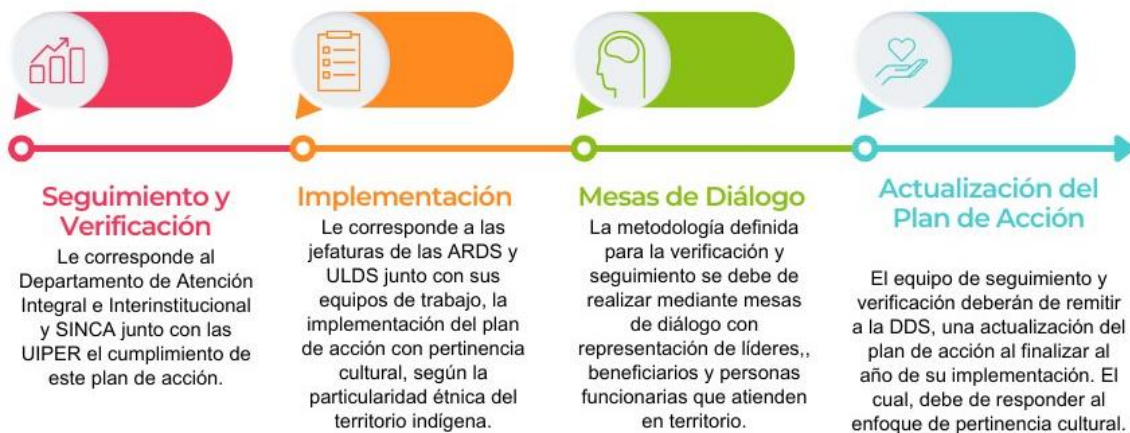 Seguimiento y
Verificación
Le corresponde al
Departamento de Atención
Integral e Interinstitucional
y SINCA junto con las
UIPER el cumplimiento de
este plan de acción.
Implementación
Le corresponde a las
jefaturas de las ARDS y
ULDS junto con sus
equipos de trabajo, la
implementación del plan
de acción con pertinencia
cultural, según la
particularidad étnica del
territorio indígena.
Mesas de Diálogo
La metodología definida
para la verificación y
seguimiento se debe de
realizar mediante mesas
de diálogo con
representación de líderes,,
beneficiarios y personas
funcionarias que atienden
en territorio.
Actualización del
Plan de Acción
El equipo de seguimiento y
verificación deberán de remitir
a la DDS, una actualización del
plan de acción al finalizar al
año de su implementación. El
cual, debe de responder al
enfoque de pertinencia cultural.